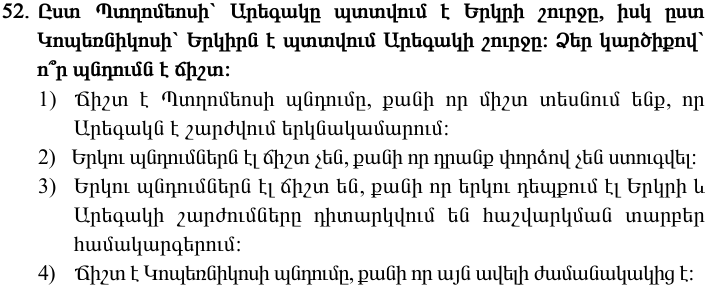 52. Ըստ Պտղոմեոսի՝ Արեգակը պտտվում է Երկրի շուրջը, իսկ ըստ
Կոպեռնիկոսի՝ Երկիրն է պտտվում Արեգակի շուրջը: Ձեր կարծիքով՝
ո՞ր պնդումն է ճիշտ:
1) Ճիշտ է Պտղոմեոսի պնդումը, քանի որ միշտ տեսնում ենք, որ
Արեգակն է շարժվում երկնակամարում:
2) Երկու պնդումներն էլ ճիշտ չեն, քանի որ դրանք փորձով չեն ստուգվել:
3) Երկու պնդումներն էլ ճիշտ են, քանի որ երկու դեպքում էլ Երկրի և
Արեգակի շարժումները դիտարկվում են հաշվարկման տարբեր
համակարգերում:
4) Ճիշտ է Կոպեռնիկոսի պնդումը, քանի որ այն ավելի ժամանակակից է: